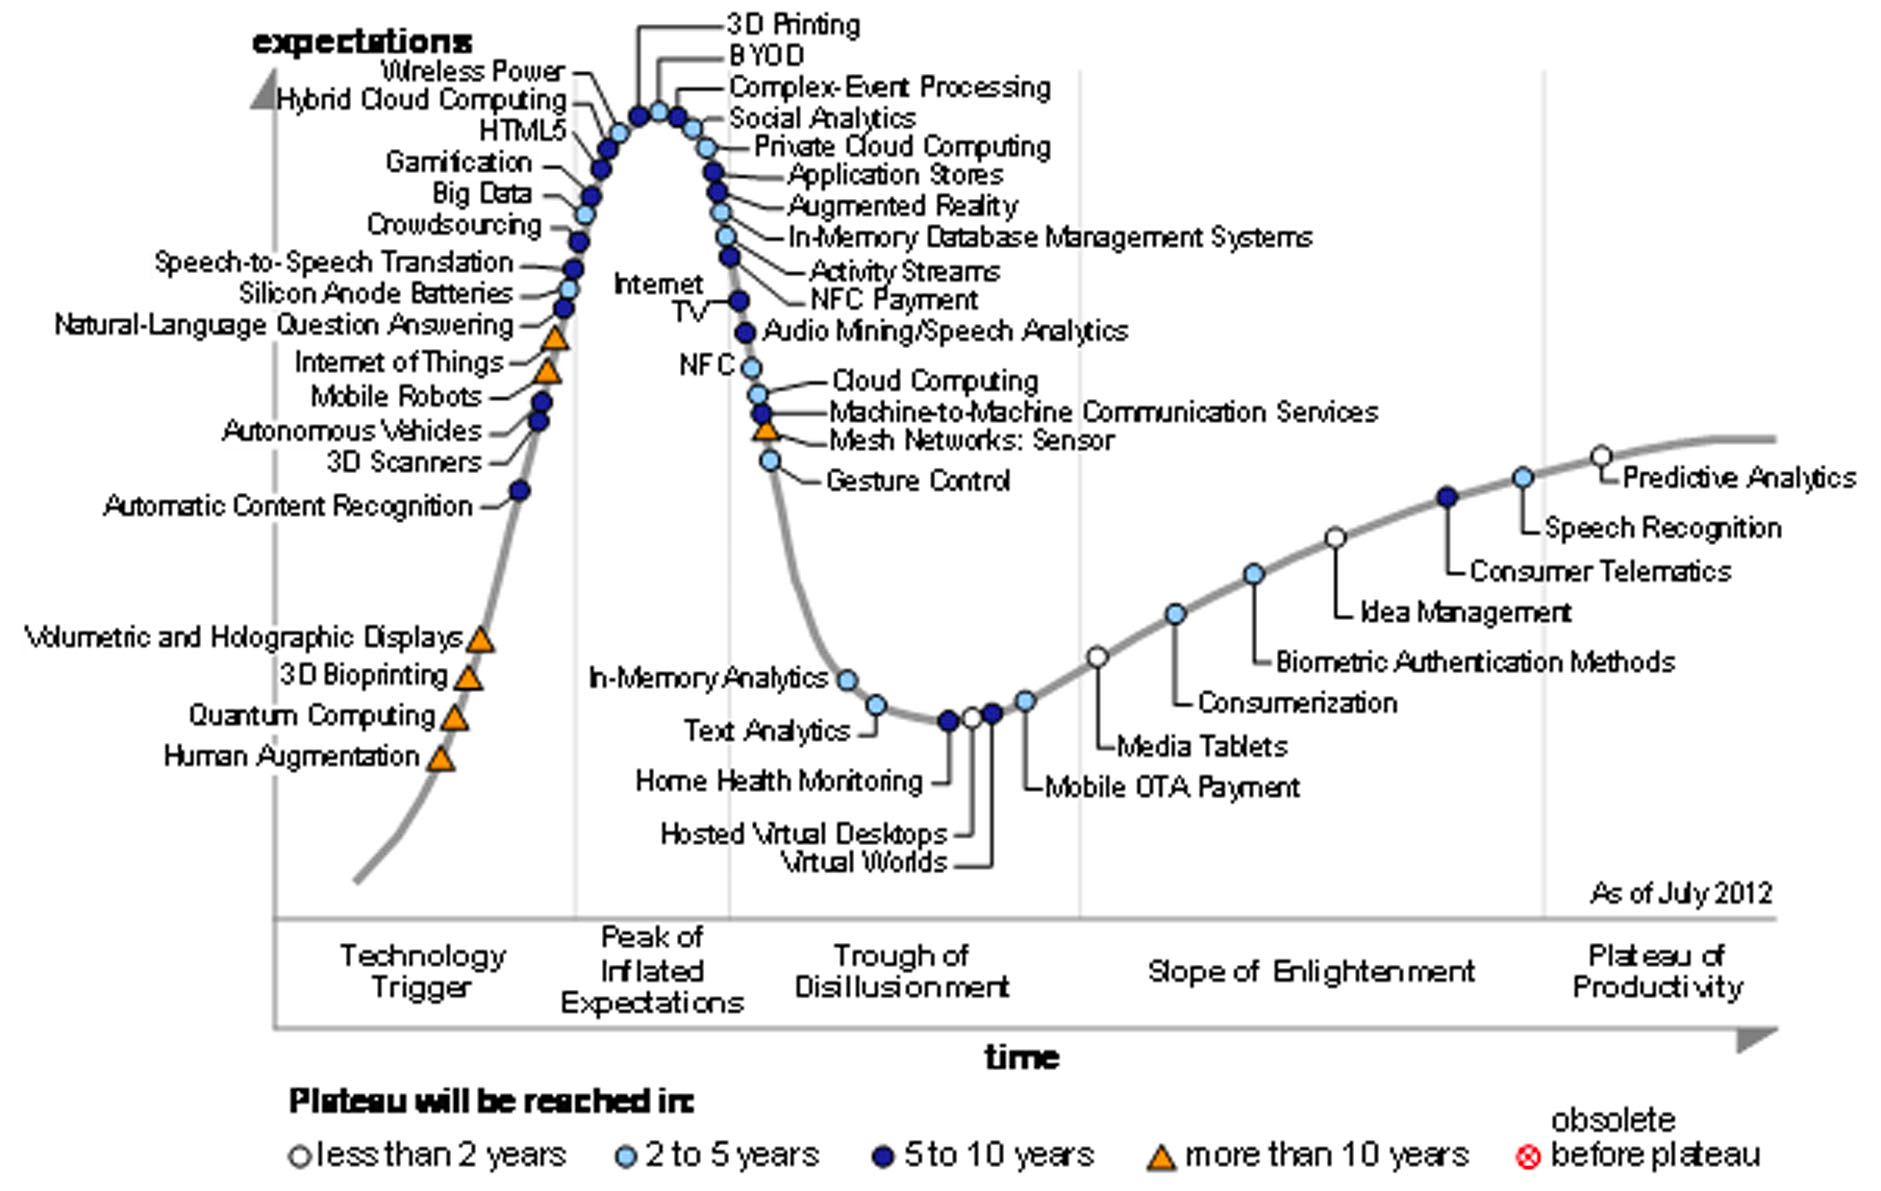 expectations
3D Printing
BYOD
Wireless Power
Complex-Event Processing
Hybrid Cloud Computing
Social Analytics
HTML5
Private Cloud Computing
Gamification
Application Stores
Big Data
Augmented Reality
Crowdsourcing
In-Memory Database Management Systems
Speech-to-Speech Translation
Activity Streams
Silicon Anode Batteries
Internet
TV
NFC Payment
Natural-Language Question Answering
Audio Mining/Speech Analytics
Internet of Things
NFC
Mobile Robots
Cloud Computing
Autonomous Vehicles
Machine-to-Machine Communication Services
3D Scanners
Mesh Networks: Sensor
Automatic Content Recognition
Gesture Control
Predictive Analytics
Speech Recognition
Consumer Telematics
Idea Management
Volumetric and Holographic Displays
Biometric Authentication Methods
3D Bioprinting
In-Memory Analytics
Consumerization
Quantum Computing
Text Analytics
Media Tablets
Human Augmentation
Home Health Monitoring
Mobile OTA Payment
Hosted Virtual Desktops
Virtual Worlds
As of July 2012
Technology
Trigger
Peak of
Inflated
Expectations
Trough of
Disillusionment
Slope of Enlightenment
Plateau of
Productivity
time
Plateau will be reached in:
less than 2 years
2 to 5 years
5 to 10 years
more than 10 years
obsolete
before plateau